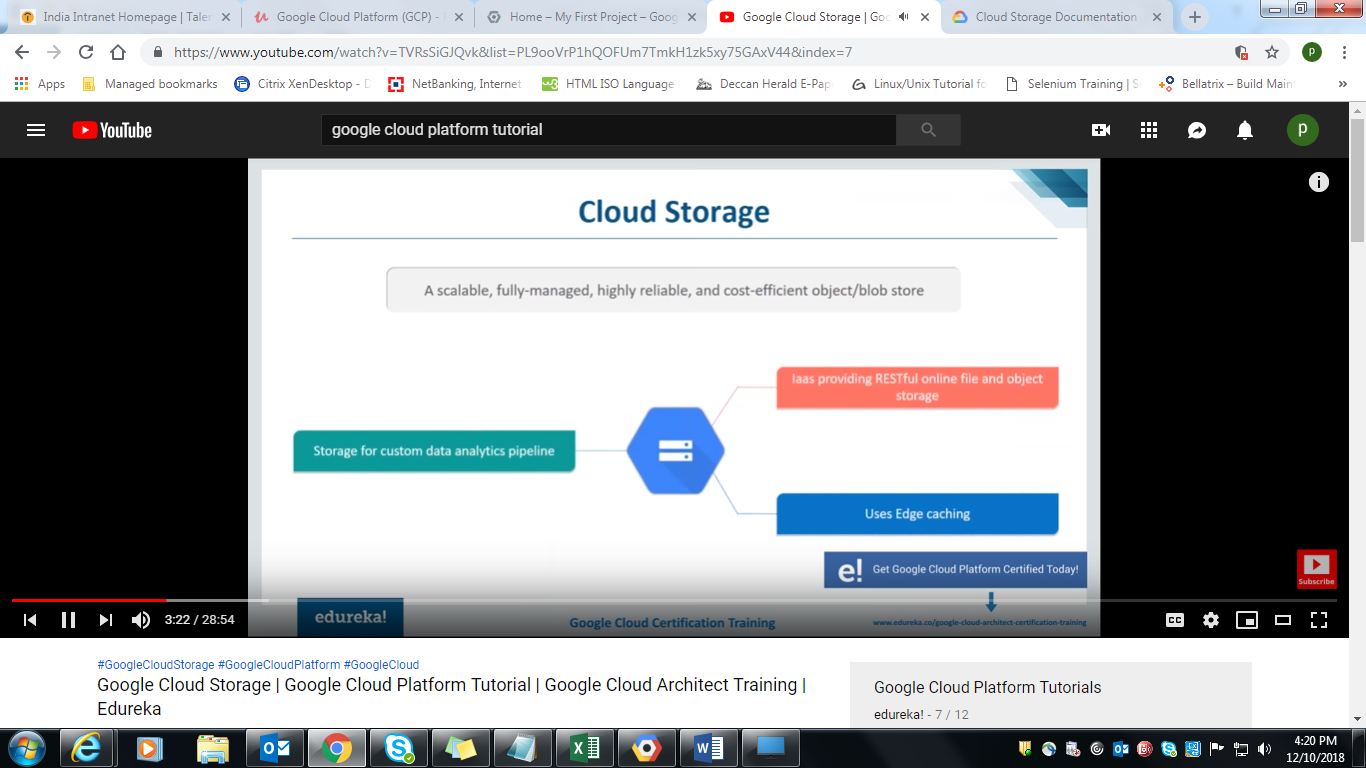 India Intranet Homepage | Talen
Google Cloud Platform (GCP) -
Home – My First Project – Goog
Google Cloud Storage | Goo
Cloud Storage Documentation
https://www.youtube.com/watch?v=TVRsSiGJQvk&list=PL9ooVrP1hQOFUm7TmkH1zk5xy75GAxV44&index=7
p
Apps
Managed bookmarks
Citrix XenDesktop - D
NetBanking, Internet
HTML ISO Language
Deccan Herald E-Pap
Linux/Unix Tutorial fo
Selenium Training | S
Bellatrix – Build Main
»
YouTube
google cloud platform tutorial
p
Cloud Storage
A scalable, fully-managed, highly reliable, and cost-efficient object/blob store
Iaas providing RESTful online file and object
storage
Storage for custom data analytics pipeline
Uses Edge caching
e! Get Google Cloud Platform Certified Today!
Subscribe
3:22 / 28:54
edureka!
Google Cloud Certification Training
www.edureka.co/google-cloud-architect-certification-training
CC
#GoogleCloudStorage #GoogleCloudPlatform #GoogleCloud
Google Cloud Storage | Google Cloud Platform Tutorial | Google Cloud Architect Training |
Edureka
Google Cloud Platform Tutorials
edureka! - 7 / 12
4:20 PM
12/10/2018